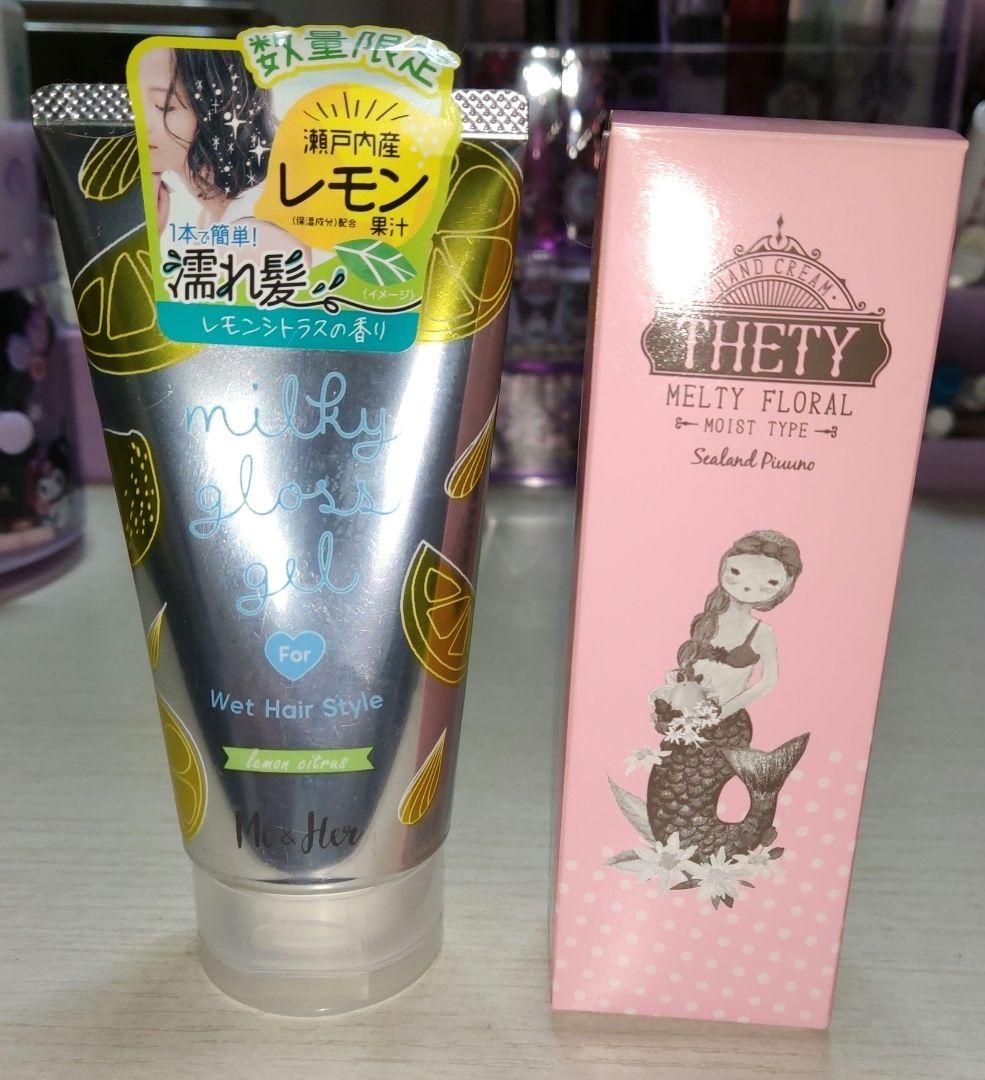 数量限定
瀬戸内産
レモン
(保湿成分)配合 果汁
1本で簡単!
濡れ髪
(イメージ)
レモンシトラスの香り
milky
gloss
gel
For
Wet Hair Style
lemon citrus
Me & Her
HAND CREAM
THETY
MELTY FLORAL
MOIST TYPE
Sealand Piuuno